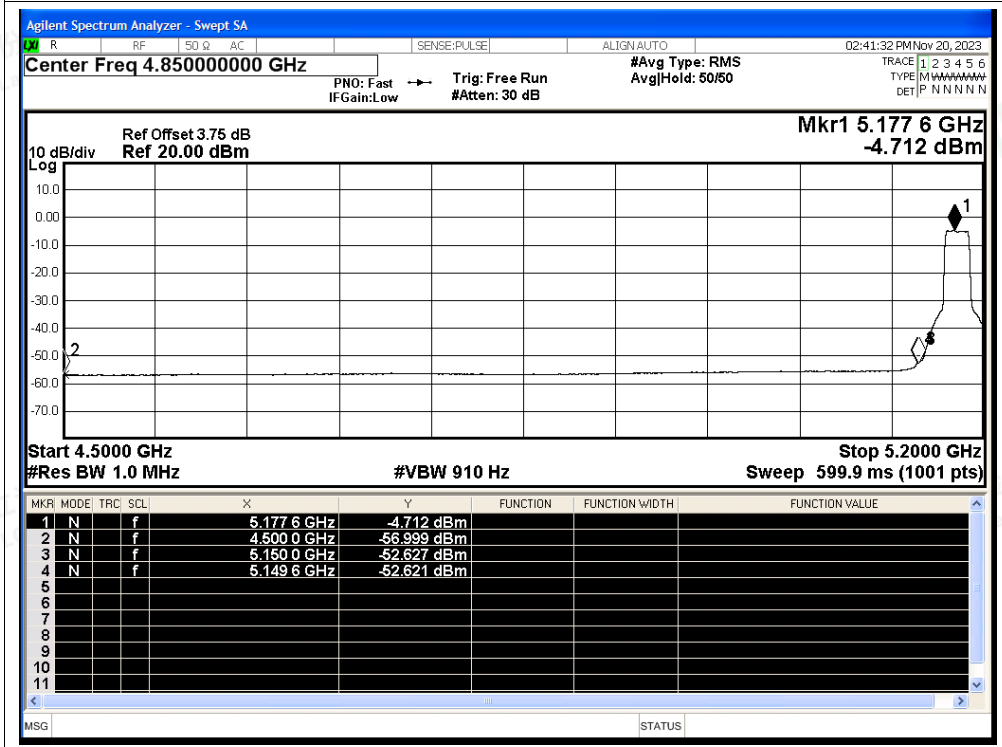 Agilent Spectrum Analyzer - Swept SA
LXI R RF 50 Ω AC SENSE:PULSE ALIGN AUTO 02:41:32 PM Nov 20, 2023
Center Freq 4.850000000 GHz
PNO: Fast
IFGain:Low
Trig: Free Run
#Atten: 30 dB
#Avg Type: RMS
Avg|Hold: 50/50
TRACE 1 2 3 4 5 6
TYPE M
DET P N N N N N
Mkr1 5.177 6 GHz
-4.712 dBm
Ref Offset 3.75 dB
10 dB/div Ref 20.00 dBm
Log
10.0
0.00
-10.0
-20.0
-30.0
-40.0
-50.0
-60.0
-70.0
1
2
Start 4.5000 GHz Stop 5.2000 GHz
#Res BW 1.0 MHz #VBW 910 Hz Sweep 599.9 ms (1001 pts)
MKR MODE TRC SCL X Y FUNCTION FUNCTION WIDTH FUNCTION VALUE
1 N f 5.177 6 GHz -4.712 dBm
2 N f 4.500 0 GHz -56.999 dBm
3 N f 5.150 0 GHz -52.627 dBm
4 N f 5.149 6 GHz -52.621 dBm
5
6
7
8
9
10
11
MSG STATUS